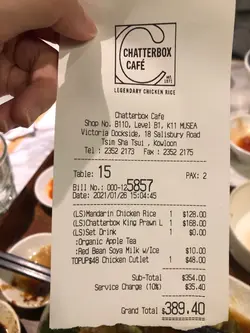 CHATTERBOX
CAFÉ
EST.
1971
LEGENDARY CHICKEN RICE
Chatterbox Cafe
Shop No. B110, Level B1, K11 MUSEA
Victoria Dockside, 18 Salisbury Road
Tsim Sha Tsui , Kowloon
Tel : 2352 2173 Fax : 2352 2175
Table: 15 PAX: 2
Bill No.: 000-125857
Date: 2021/01/26 15:04:45
(LS)Mandarin Chicken Rice 1 $128.00
(LS)Chatterbox King Prawn L 1 $168.00
(LS)Set Drink 1 $0.00
:Organic Apple Tea
:Red Bean Soya Milk w/Ice $10.00
TOPUP$48 Chicken Cutlet 1 $48.00
Sub-Total $354.00
Service Charge (10%) $35.40
Grand Total $389.40